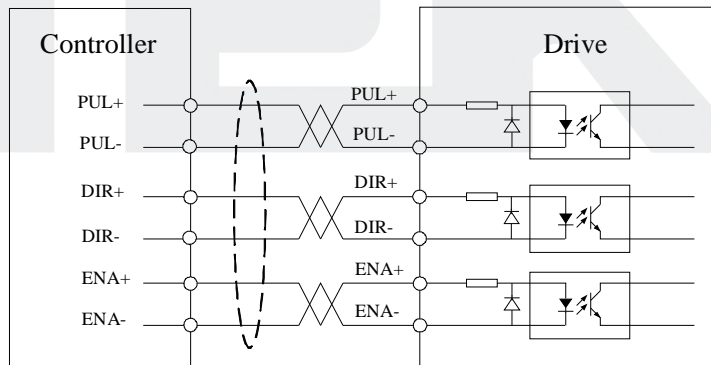 Controller
Drive
PUL+
PUL+
PUL-
PUL-
DIR+
DIR+
DIR-
DIR-
ENA+
ENA+
ENA-
ENA-